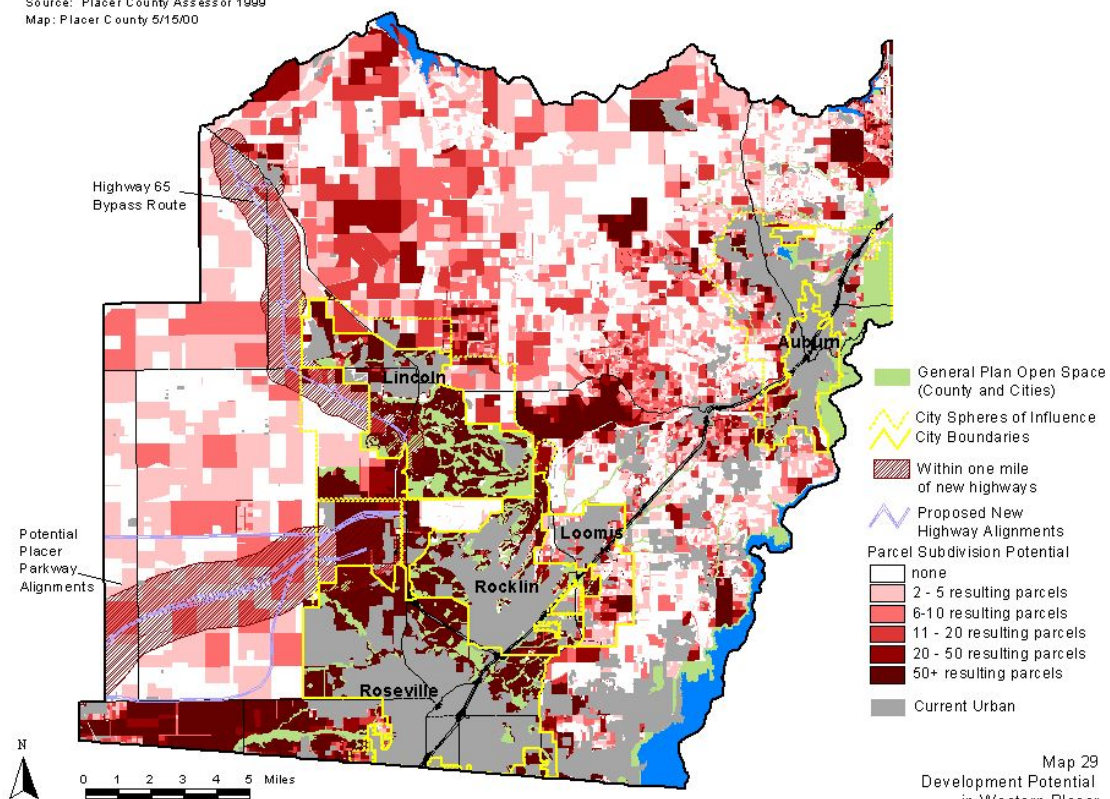 Source: Placer County Assessor 1999
Map: Placer County 5/15/00
Highway 65
Bypass Route
Auburn
Lincoln
General Plan Open Space
(County and Cities)
City Spheres of Influence
City Boundaries
Within one mile
of new highways
Proposed New
Highway Alignments
Potential
Placer
Parkway
Alignments
Loomis
Rocklin
Roseville
Parcel Subdivision Potential
none
2 - 5 resulting parcels
6-10 resulting parcels
11 - 20 resulting parcels
20 - 50 resulting parcels
50+ resulting parcels
Current Urban
N
0 1 2 3 4 5 Miles
Map 29
Development Potential
in Western Placer